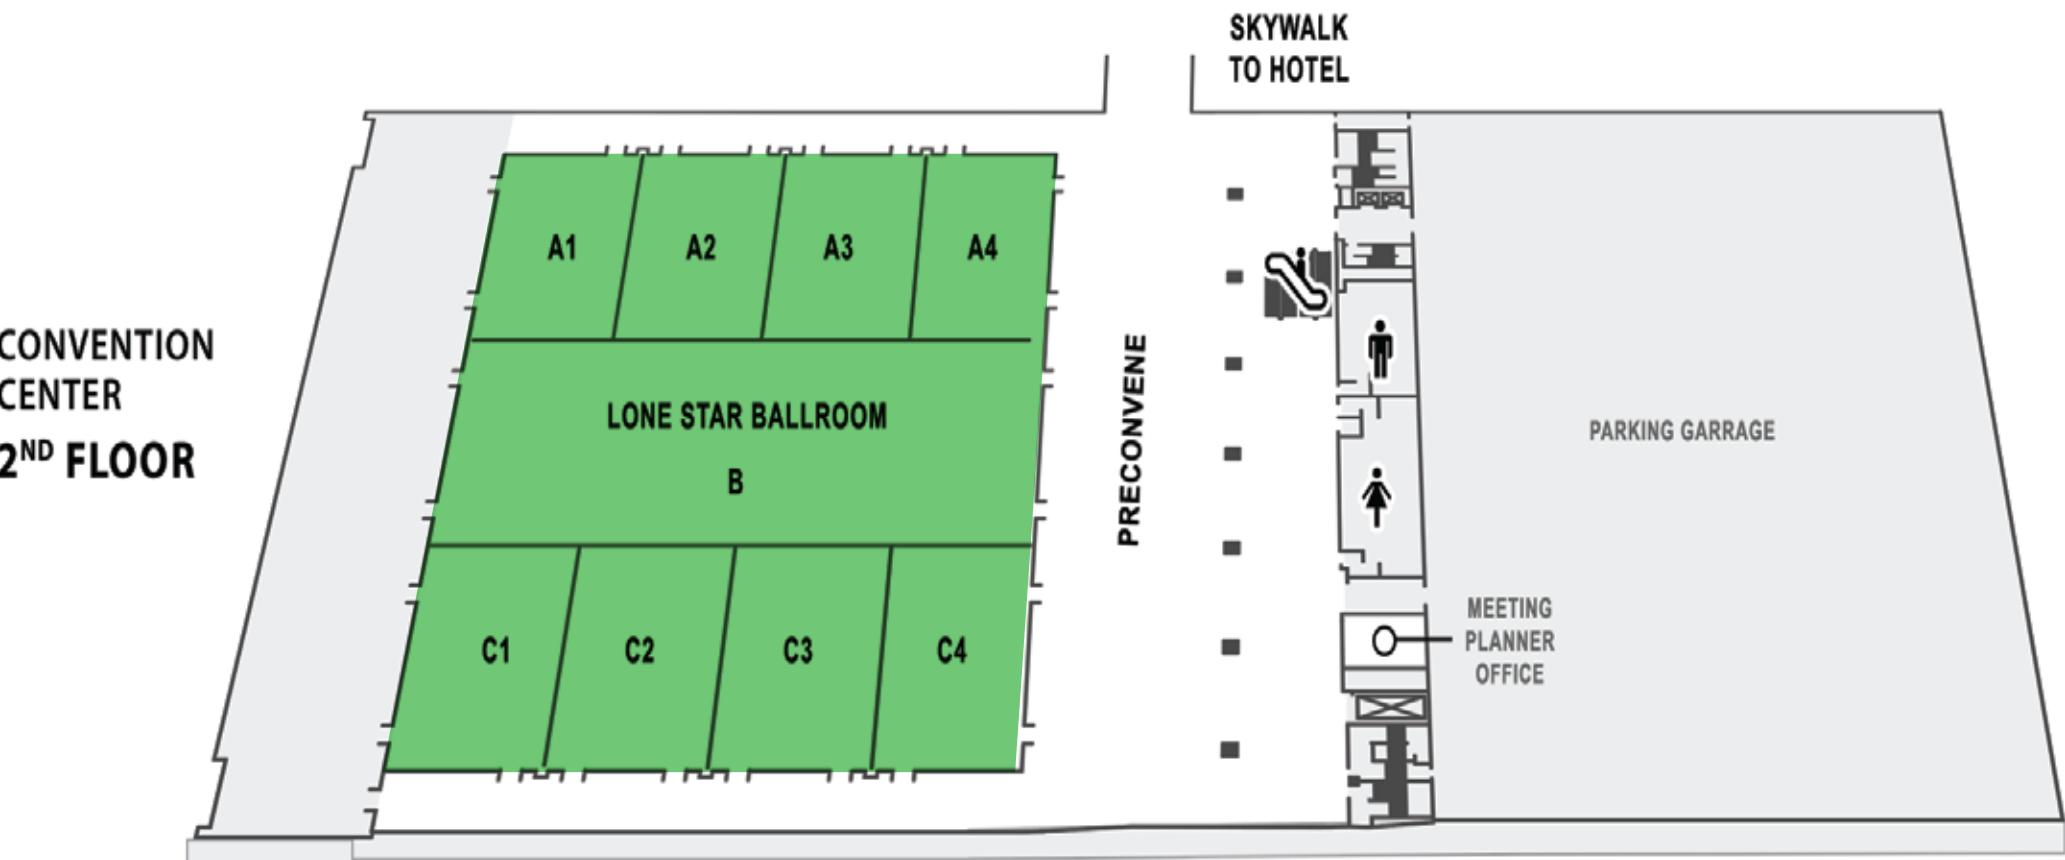 SKYWALK
TO HOTEL
A1
A2
A3
A4
CONVENTION
CENTER
2ND FLOOR
LONE STAR BALLROOM
B
PRECONVENE
PARKING GARRAGE
C1
C2
C3
C4
MEETING
PLANNER
OFFICE